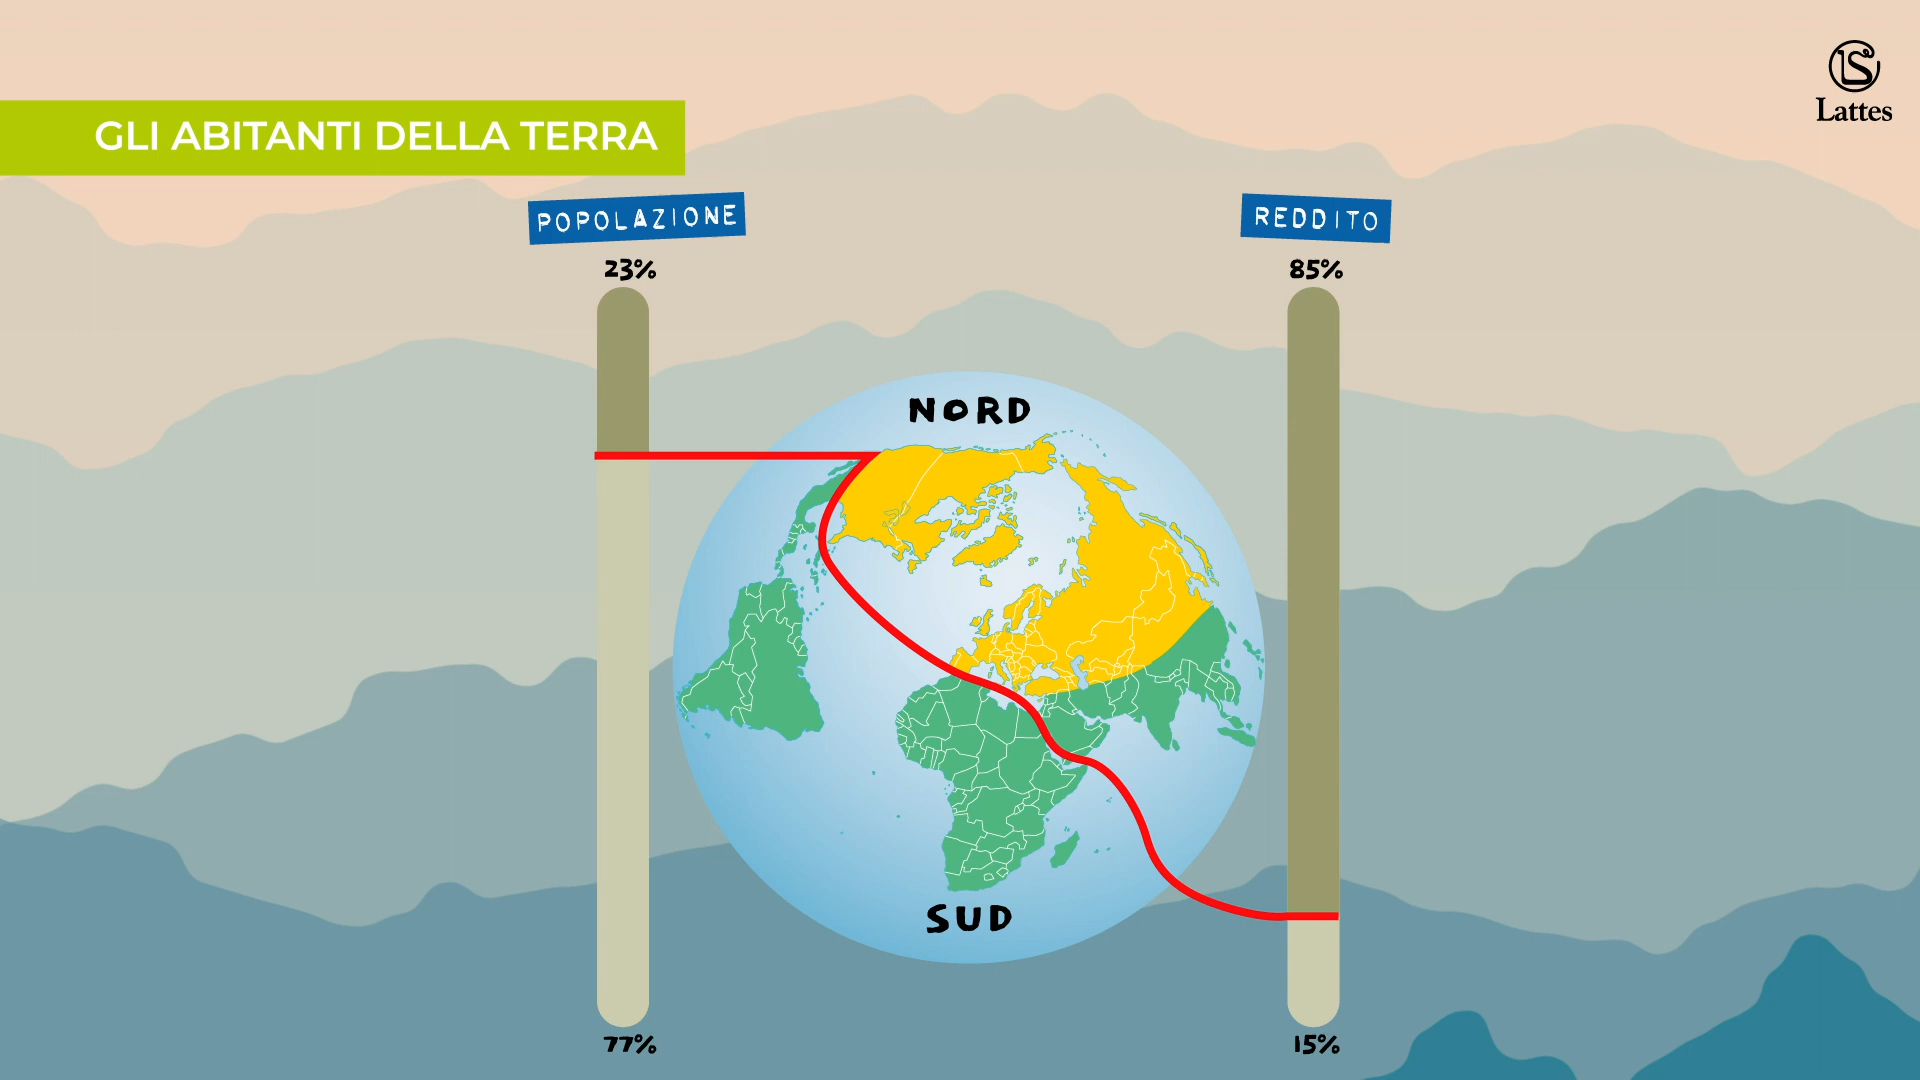 Lattes
GLI ABITANTI DELLA TERRA
POPOLAZIONE
REDDITO
23%
85%
NORD
SUD
77%
15%